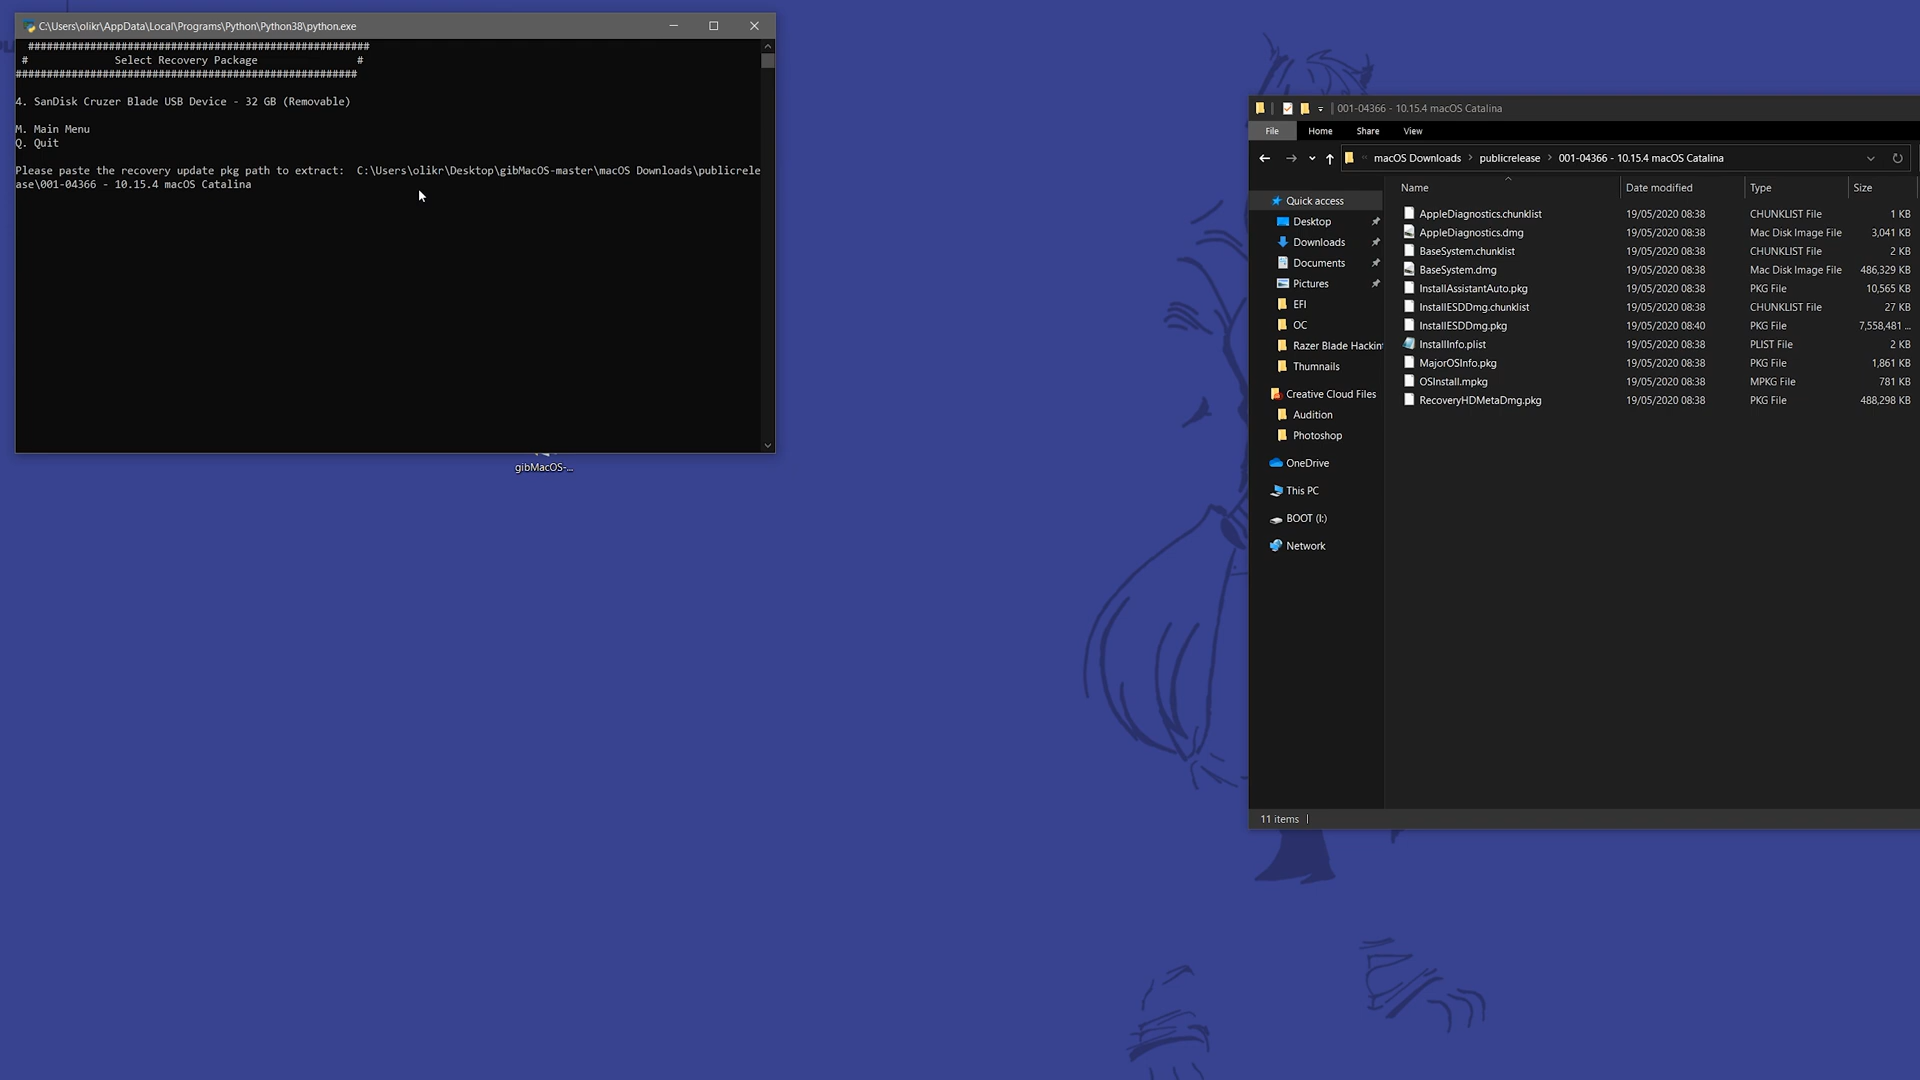 C:\Users\olikr\AppData\Local\Programs\Python\Python38\python.exe
#######################################################
# Select Recovery Package #
#######################################################
4. SanDisk Cruzer Blade USB Device - 32 GB (Removable)
M. Main Menu
Q. Quit
Please paste the recovery update pkg path to extract: C:\Users\olikr\Desktop\gibMacOS-master\macOS Downloads\publicrele
ase\001-04366 - 10.15.4 macOS Catalina
gibMacOS-...
001-04366 - 10.15.4 macOS Catalina
File Home Share View
macOS Downloads > publicrelease > 001-04366 - 10.15.4 macOS Catalina
Name Date modified Type Size
Quick access
Desktop
Downloads
Documents
Pictures
EFI
OC
Razer Blade Hackin
Thumnails
Creative Cloud Files
Audition
Photoshop
OneDrive
This PC
BOOT (I:)
Network
AppleDiagnostics.chunklist 19/05/2020 08:38 CHUNKLIST File 1 KB
AppleDiagnostics.dmg 19/05/2020 08:38 Mac Disk Image File 3,041 KB
BaseSystem.chunklist 19/05/2020 08:38 CHUNKLIST File 2 KB
BaseSystem.dmg 19/05/2020 08:38 Mac Disk Image File 486,329 KB
InstallAssistantAuto.pkg 19/05/2020 08:38 PKG File 10,565 KB
InstallESDDmg.chunklist 19/05/2020 08:38 CHUNKLIST File 27 KB
InstallESDDmg.pkg 19/05/2020 08:40 PKG File 7,558,481 ...
InstallInfo.plist 19/05/2020 08:38 PLIST File 2 KB
MajorOSInfo.pkg 19/05/2020 08:38 PKG File 1,861 KB
OSInstall.mpkg 19/05/2020 08:38 MPKG File 781 KB
RecoveryHDMetaDmg.pkg 19/05/2020 08:38 PKG File 488,298 KB
11 items